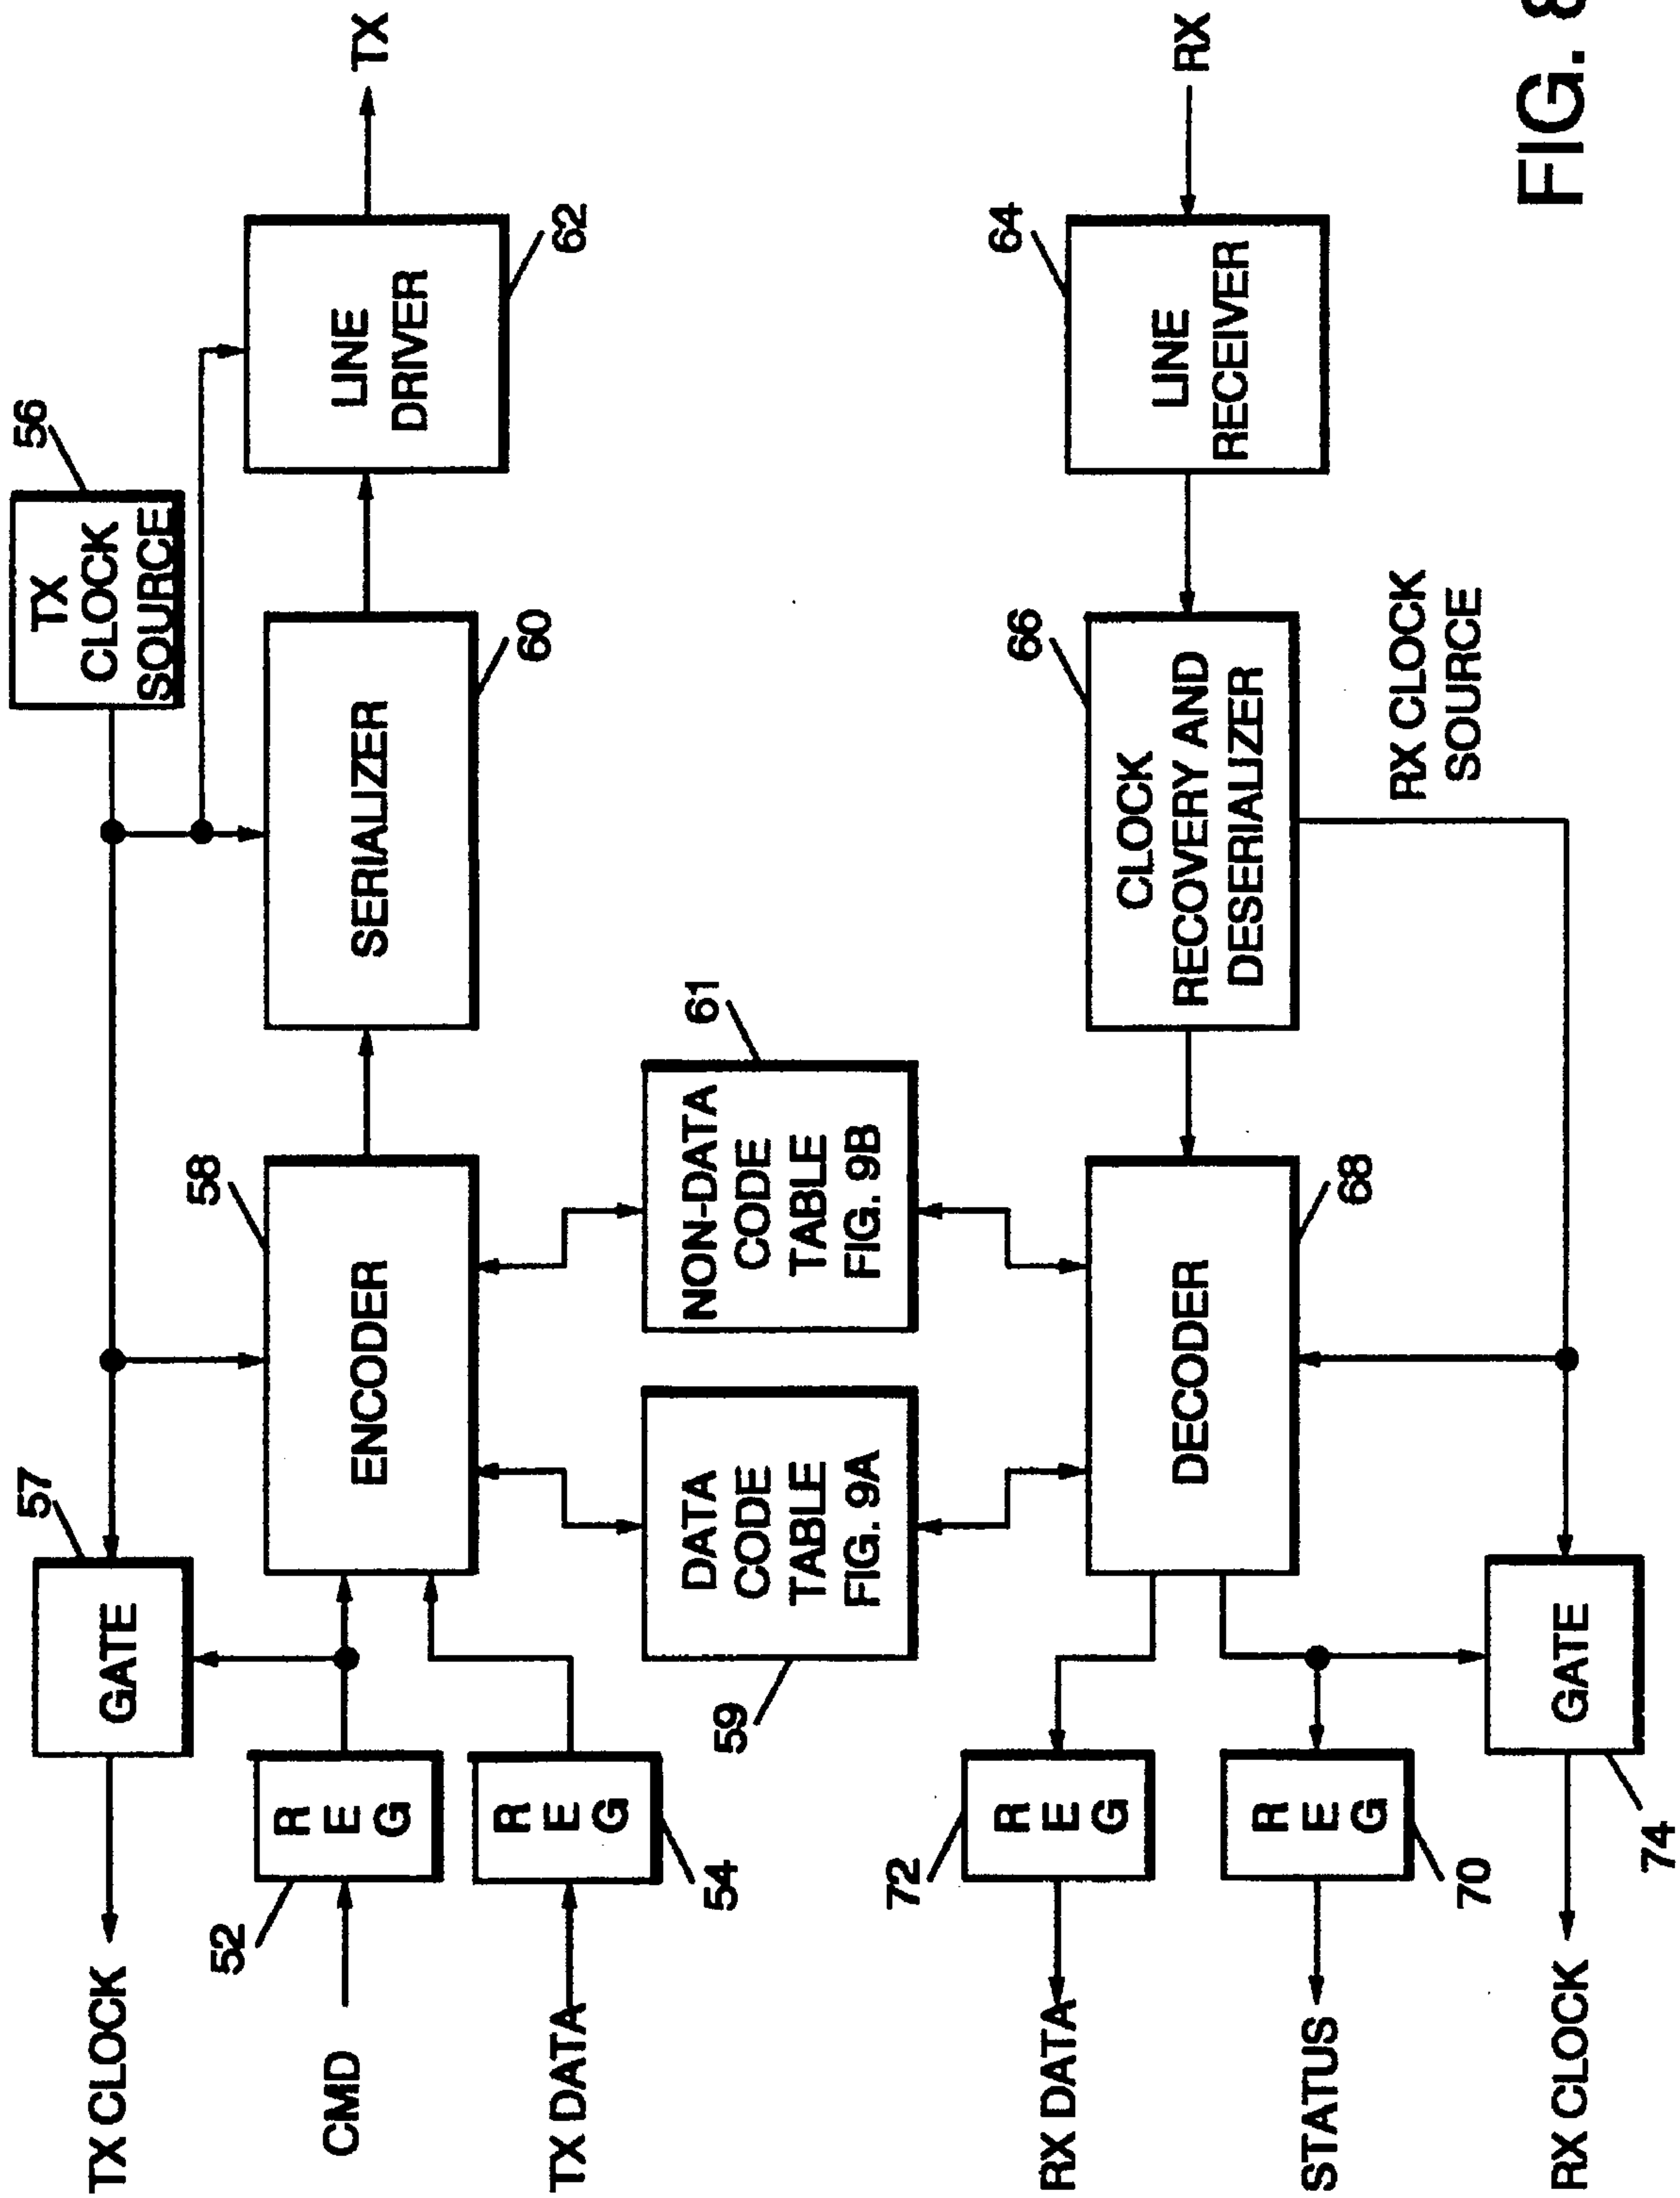 TX CLOCK
57
GATE
56
TX
CLOCK
SOURCE
CMD
52
REG
58
ENCODER
60
SERIALIZER
62
LINE
DRIVER
TX
TX DATA
54
REG
59
DATA
CODE
TABLE
FIG. 9A
61
NON-DATA
CODE
TABLE
FIG. 9B
RX DATA
72
REG
68
DECODER
66
CLOCK
RECOVERY AND
DESERIALIZER
64
LINE
RECEIVER
RX
STATUS
70
REG
RX CLOCK
SOURCE
RX CLOCK
74
GATE
FIG. 8